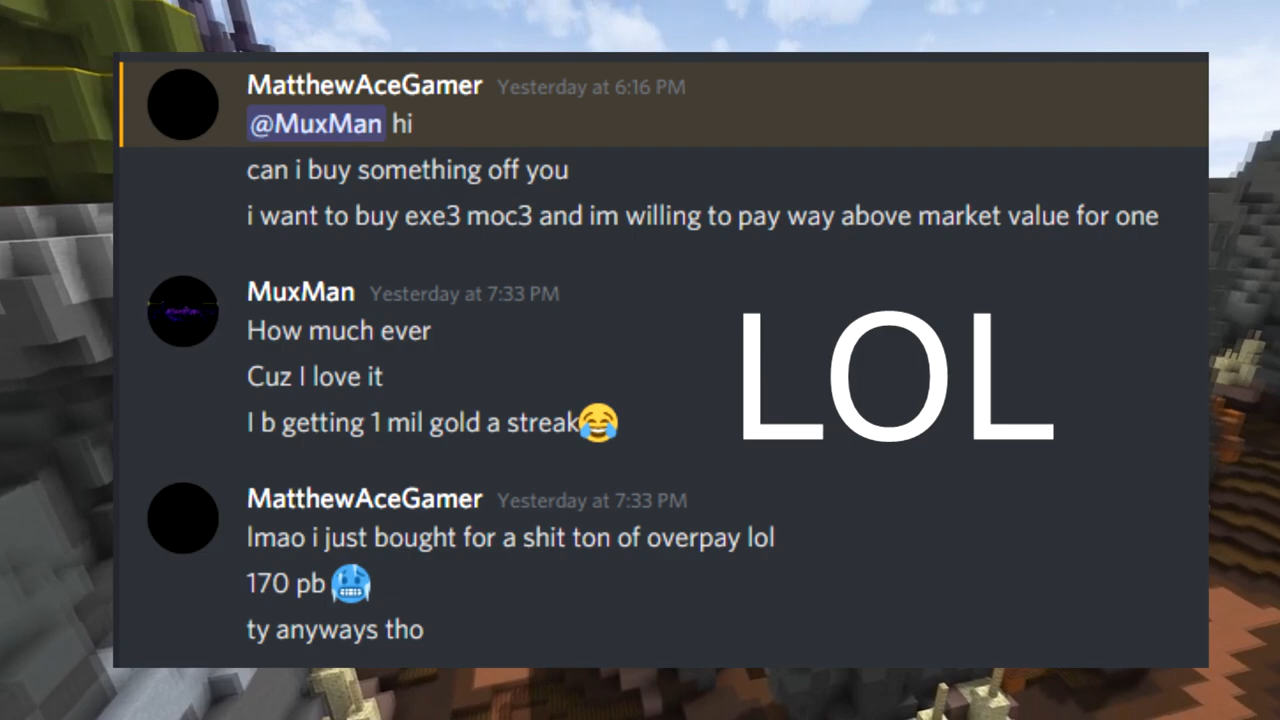 MatthewAceGamer Yesterday at 6:16 PM
@MuxMan hi
can i buy something off you
i want to buy exe3 moc3 and im willing to pay way above market value for one
MuxMan Yesterday at 7:33 PM
How much ever
Cuz I love it
I b getting 1 mil gold a streak😂
LOL
MatthewAceGamer Yesterday at 7:33 PM
lmao i just bought for a shit ton of overpay lol
170 pb🥶
ty anyways tho